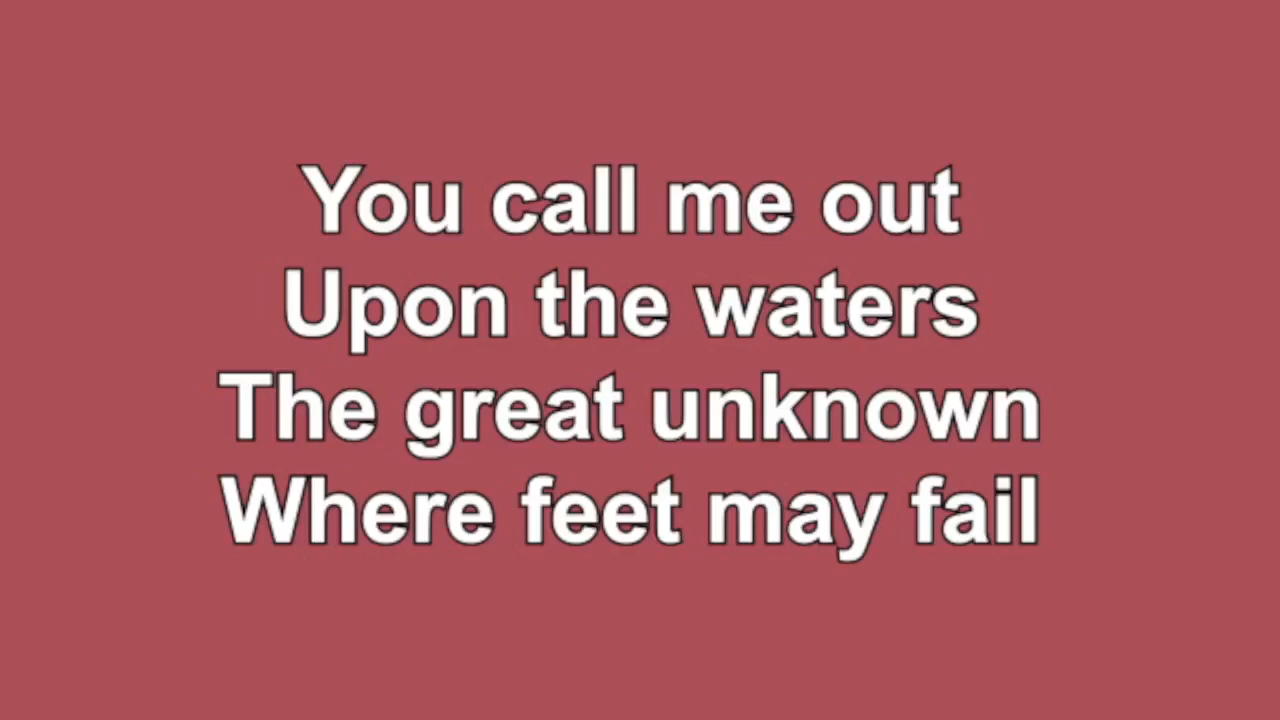 You call me out
Upon the waters
The great unknown
Where feet may fail